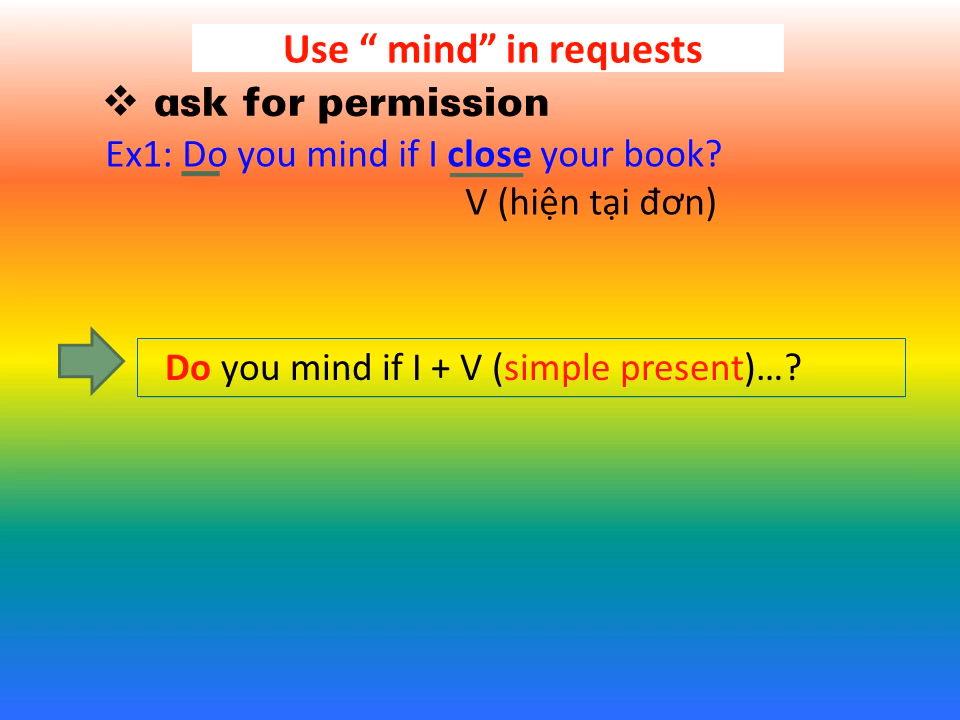 Use “ mind” in requests
❖ ask for permission
Ex1: Do you mind if I close your book?
V (hiện tại đơn)
Do you mind if I + V (simple present)…?